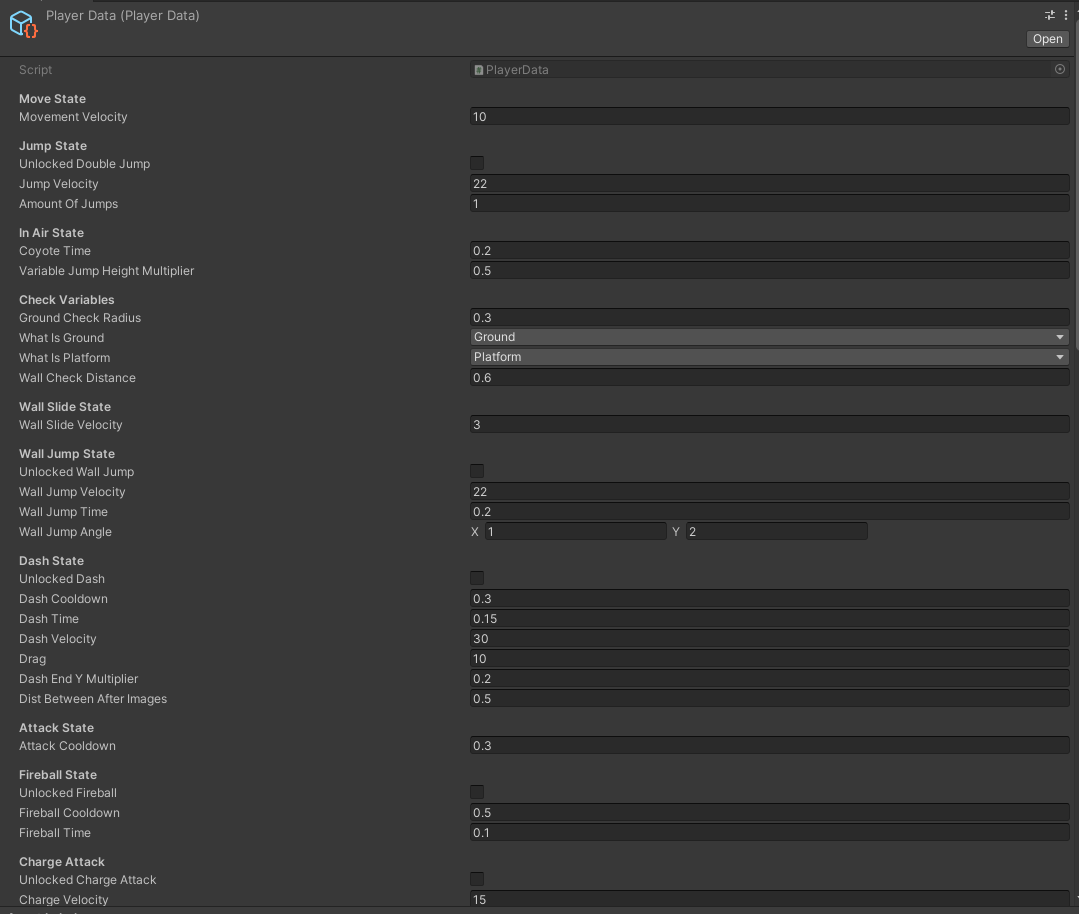 Player Data (Player Data)
Open
Script PlayerData
Move State
Movement Velocity 10
Jump State
Unlocked Double Jump
Jump Velocity 22
Amount Of Jumps 1
In Air State
Coyote Time 0.2
Variable Jump Height Multiplier 0.5
Check Variables
Ground Check Radius 0.3
What Is Ground Ground
What Is Platform Platform
Wall Check Distance 0.6
Wall Slide State
Wall Slide Velocity 3
Wall Jump State
Unlocked Wall Jump
Wall Jump Velocity 22
Wall Jump Time 0.2
Wall Jump Angle X 1 Y 2
Dash State
Unlocked Dash
Dash Cooldown 0.3
Dash Time 0.15
Dash Velocity 30
Drag 10
Dash End Y Multiplier 0.2
Dist Between After Images 0.5
Attack State
Attack Cooldown 0.3
Fireball State
Unlocked Fireball
Fireball Cooldown 0.5
Fireball Time 0.1
Charge Attack
Unlocked Charge Attack
Charge Velocity 15